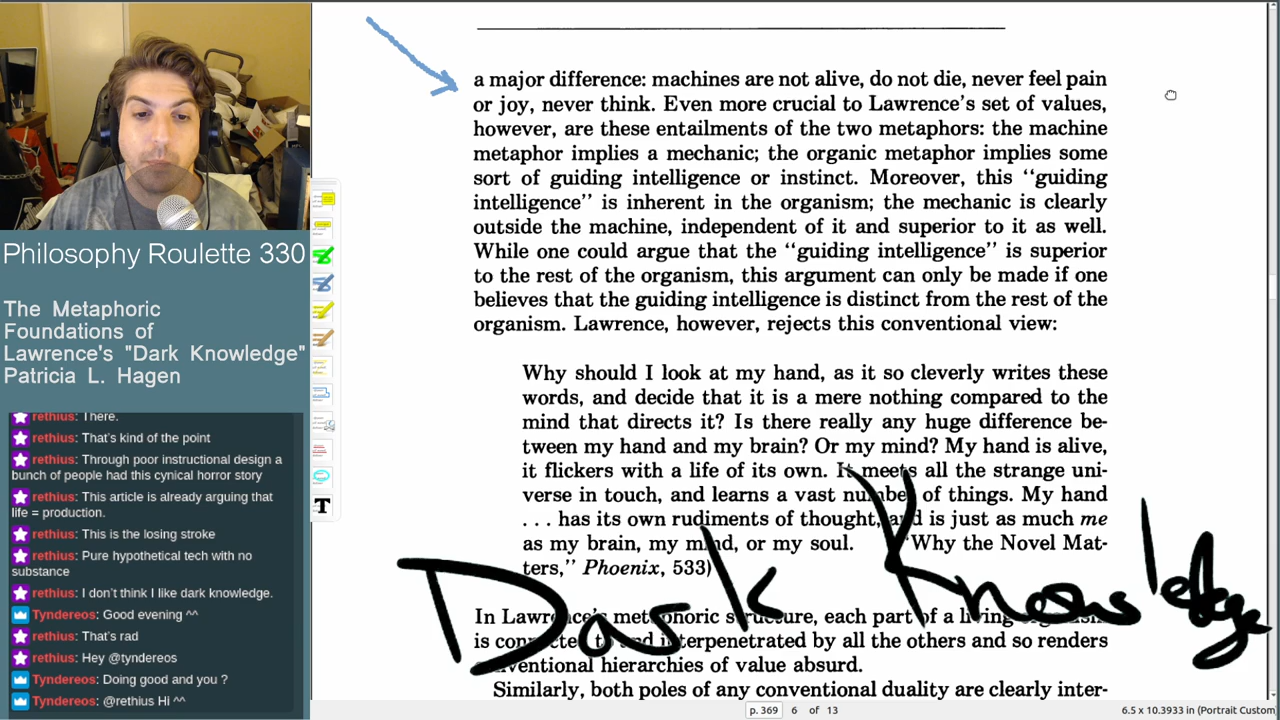 a major difference: machines are not alive, do not die, never feel pain
or joy, never think. Even more crucial to Lawrence's set of values,
however, are these entailments of the two metaphors: the machine
metaphor implies a mechanic; the organic metaphor implies some
sort of guiding intelligence or instinct. Moreover, this "guiding
intelligence" is inherent in the organism; the mechanic is clearly
outside the machine, independent of it and superior to it as well.
While one could argue that the "guiding intelligence" is superior
to the rest of the organism, this argument can only be made if one
believes that the guiding intelligence is distinct from the rest of the
organism. Lawrence, however, rejects this conventional view:
Why should I look at my hand, as it so cleverly writes these
words, and decide that it is a mere nothing compared to the
mind that directs it? Is there really any huge difference be-
tween my hand and my brain? Or my mind? My hand is alive,
it flickers with a life of its own. It meets all the strange uni-
verse in touch, and learns a vast number of things. My hand
... has its own rudiments of thought, and is just as much me
as my brain, my mind, or my soul. "Why the Novel Mat-
ters," Phoenix, 533)
Dark Knowledge
In Lawrence's metaphoric structure, each part of a living organism
is connected to and interpenetrated by all the others and so renders
conventional hierarchies of value absurd.
Similarly, both poles of any conventional duality are clearly inter-
Philosophy Roulette 330
The Metaphoric
Foundations of
Lawrence's "Dark Knowledge"
Patricia L. Hagen
rethius: There.
rethius: That's kind of the point
rethius: Through poor instructional design a
bunch of people had this cynical horror story
rethius: This article is already arguing that
life = production.
rethius: This is the losing stroke
rethius: Pure hypothetical tech with no
substance
rethius: I don't think I like dark knowledge.
Tyndereos: Good evening ^^
rethius: That's rad
rethius: Hey @tyndereos
Tyndereos: Doing good and you ?
Tyndereos: @rethius Hi ^^
T
p. 369 6 of 13
6.5 x 10.3933 in (Portrait Custom